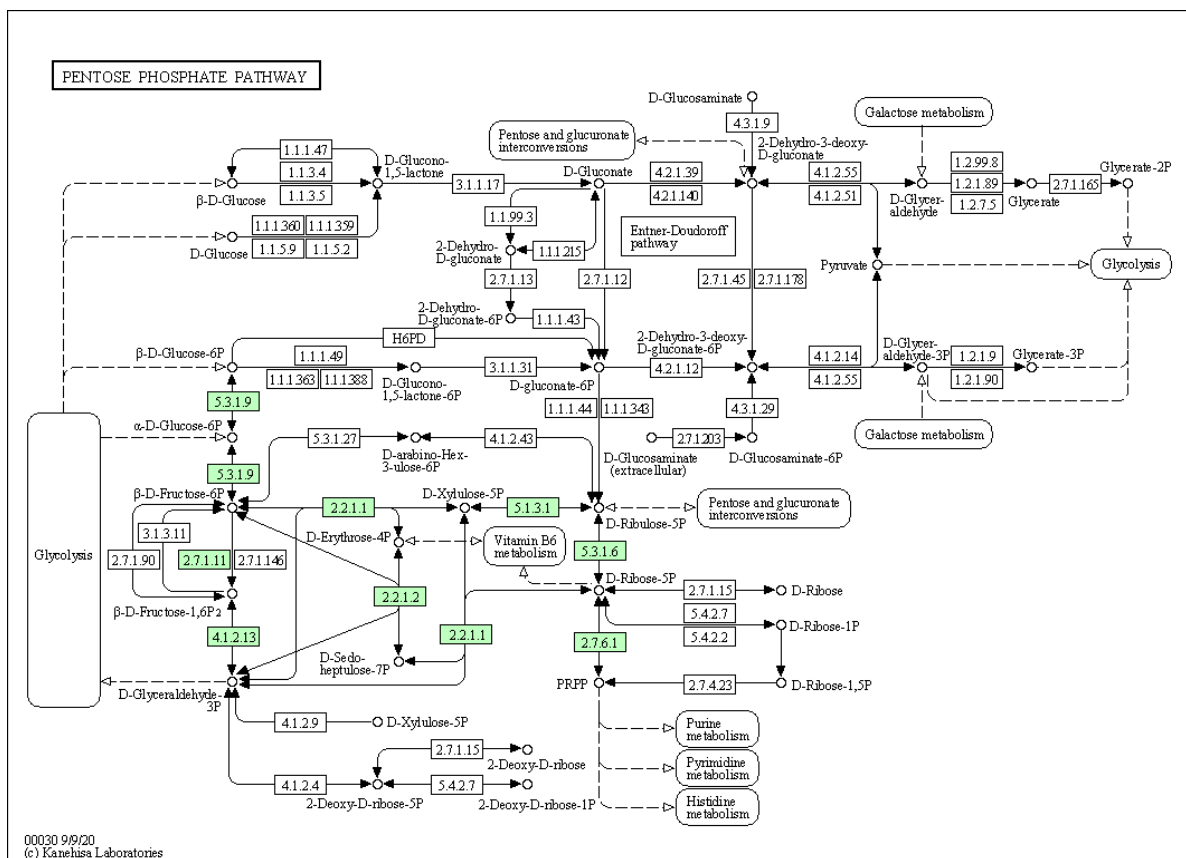 PENTOSE PHOSPHATE PATHWAY
D-Glucosaminate
4.3.1.9
Galactose metabolism
Pentose and glucuronate
interconversions
2-Dehydro-3-deoxy-
D-gluconate
1.1.1.47
1.1.3.4
1.1.3.5
β-D-Glucose
D-Glucono-
1,5-lactone
3.1.1.17
D-Gluconate
4.2.1.39
4.2.1.140
4.1.2.55
4.1.2.51
D-Glycer-
aldehyde
1.2.99.8
1.2.1.89
1.2.7.5
Glycerate
2.7.1.165
Glycerate-2P
1.1.1.360
1.1.1.359
1.1.5.9
1.1.5.2
D-Glucose
1.1.99.3
2-Dehydro-
D-gluconate
1.1.1.215
Entner-Doudoroff
pathway
Pyruvate
Glycolysis
2.7.1.13
2.7.1.12
2.7.1.45
2.7.1.178
2-Dehydro-
D-gluconate-6P
1.1.1.43
H6PD
β-D-Glucose-6P
1.1.1.49
1.1.1.363
1.1.1.388
D-Glucono-
1,5-lactone-6P
3.1.1.31
D-gluconate-6P
4.2.1.12
2-Dehydro-3-deoxy-
D-gluconate-6P
4.1.2.14
4.1.2.55
D-Glycer-
aldehyde-3P
1.2.1.9
1.2.1.90
Glycerate-3P
5.3.1.9
1.1.1.44
1.1.1.343
4.3.1.29
Galactose metabolism
α-D-Glucose-6P
5.3.1.27
D-arabino-Hex-
3-ulose-6P
4.1.2.43
D-Glucosaminate
(extracellular)
2.7.1.203
D-Glucosaminate-6P
5.3.1.9
β-D-Fructose-6P
2.2.1.1
D-Xylulose-5P
5.1.3.1
D-Ribulose-5P
Pentose and glucuronate
interconversions
Glycolysis
3.1.3.11
2.7.1.90
2.7.1.11
2.7.1.146
D-Erythrose-4P
Vitamin B6
metabolism
5.3.1.6
D-Ribose-5P
2.7.1.15
D-Ribose
β-D-Fructose-1,6P2
2.2.1.2
5.4.2.7
5.4.2.2
D-Ribose-1P
4.1.2.13
2.2.1.1
2.7.6.1
D-Sedo-
heptulose-7P
D-Glyceraldehyde-
3P
PRPP
2.7.4.23
D-Ribose-1,5P
4.1.2.9
D-Xylulose-5P
Purine
metabolism
2.7.1.15
2-Deoxy-D-ribose
Pyrimidine
metabolism
4.1.2.4
2-Deoxy-D-ribose-5P
5.4.2.7
2-Deoxy-D-ribose-1P
Histidine
metabolism
00030 9/9/20
(c) Kanehisa Laboratories